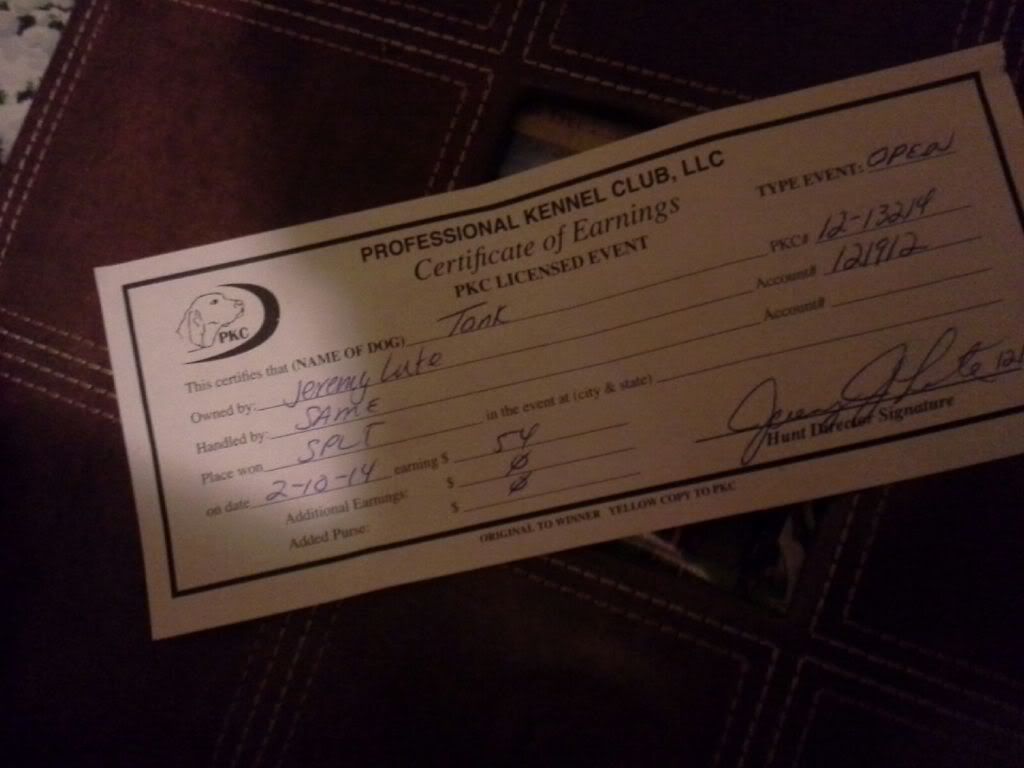 PROFESSIONAL KENNEL CLUB, LLC
Certificate of Earnings
PKC LICENSED EVENT
TYPE EVENT: OPEN
PKC
This certifies that (NAME OF DOG) Tank PKC# 12-13214
Owned by: Jeremy Lute Account# 121912
Handled by: SAME Account#
Place won SPLT in the event at (city & state)
on date 2-10-14 earning $ 54
Additional Earnings: $ ø
Added Purse: $ ø
Hunt Director Signature
ORIGINAL TO WINNER YELLOW COPY TO PKC